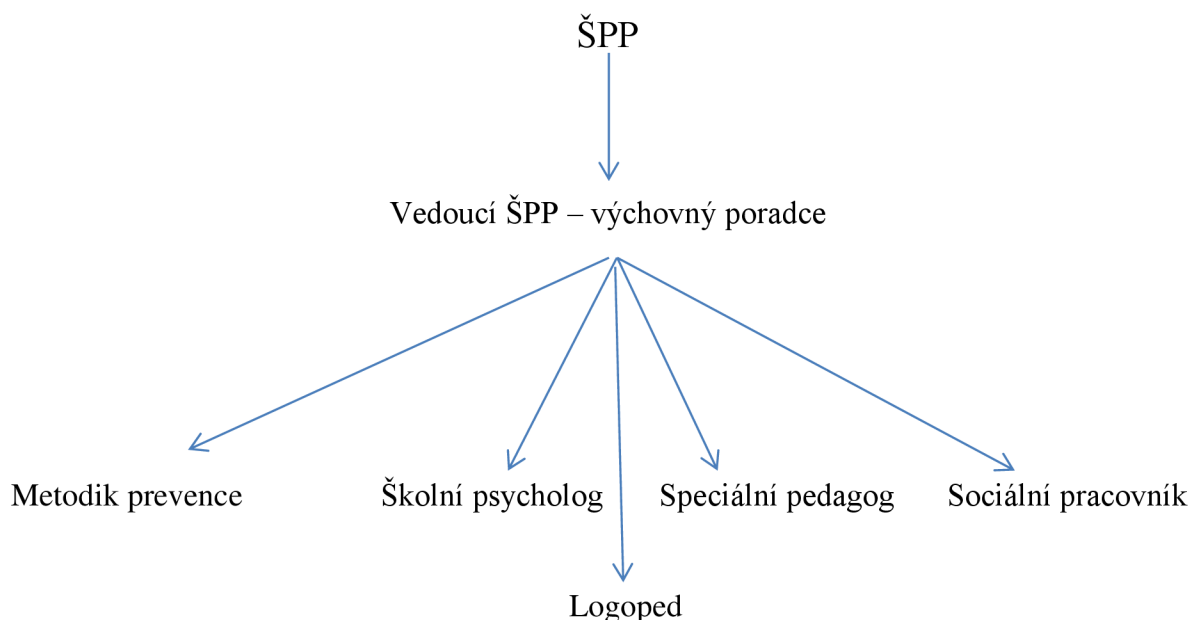 ŠPP
Vedoucí ŠPP – výchovný poradce
Metodik prevence Školní psycholog Speciální pedagog Sociální pracovník
Logoped